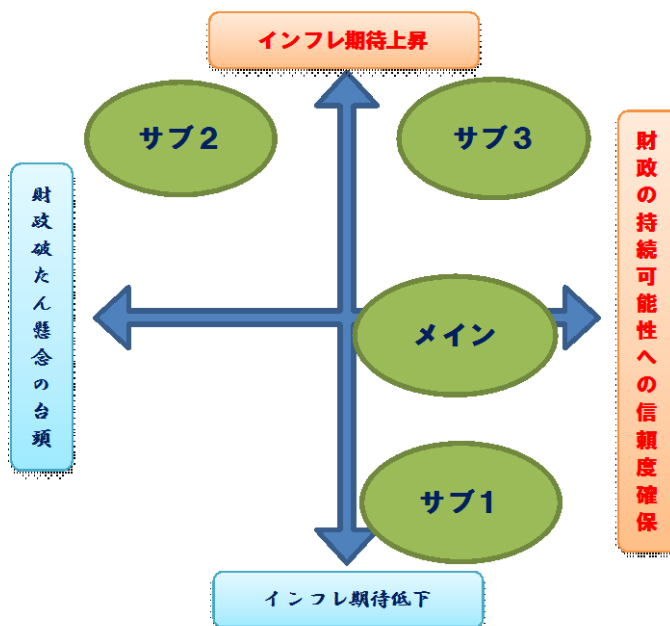 インフレ期待上昇
サブ2
サブ3
財政破たん懸念の台頭
財政の持続可能性への信頼度確保
メイン
サブ1
インフレ期待低下